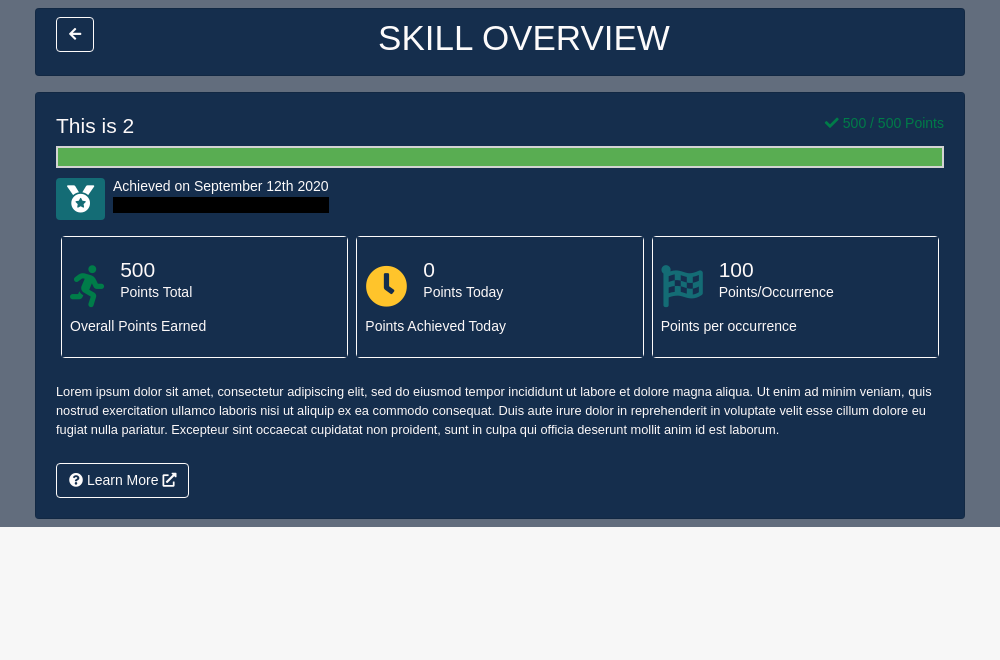 SKILL OVERVIEW
This is 2
500 / 500 Points
Achieved on September 12th 2020
500
Points Total
Overall Points Earned
0
Points Today
Points Achieved Today
100
Points/Occurrence
Points per occurrence
Lorem ipsum dolor sit amet, consectetur adipiscing elit, sed do eiusmod tempor incididunt ut labore et dolore magna aliqua. Ut enim ad minim veniam, quis
nostrud exercitation ullamco laboris nisi ut aliquip ex ea commodo consequat. Duis aute irure dolor in reprehenderit in voluptate velit esse cillum dolore eu
fugiat nulla pariatur. Excepteur sint occaecat cupidatat non proident, sunt in culpa qui officia deserunt mollit anim id est laborum.
Learn More